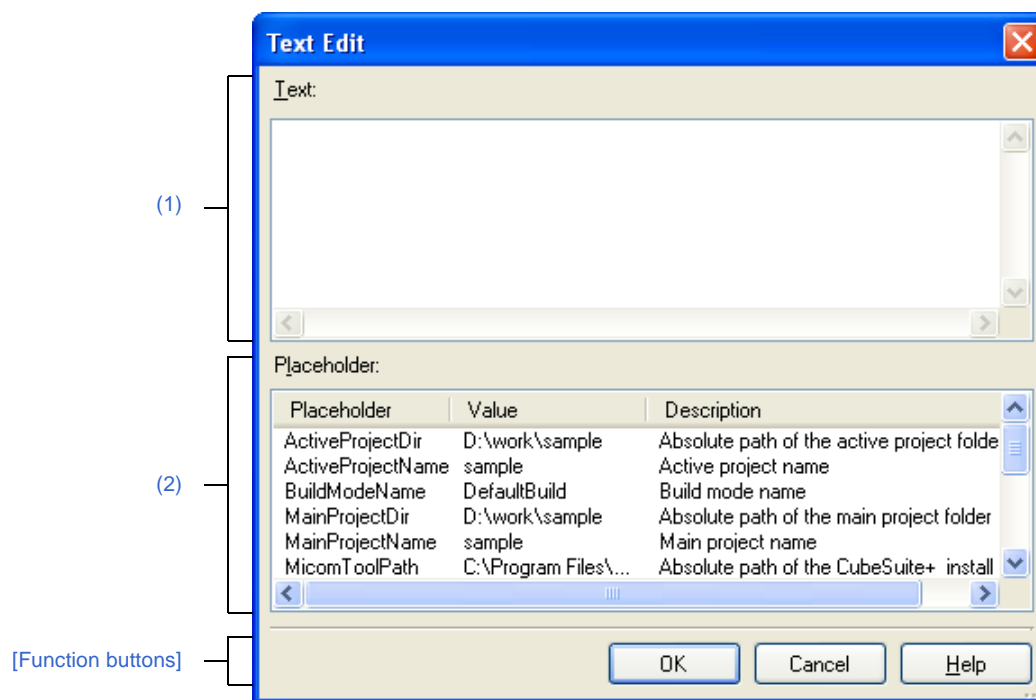 Text Edit
Text:
(1)
Placeholder:
Placeholder Value Description
ActiveProjectDir D:\work\sample Absolute path of the active project folde
ActiveProjectName sample Active project name
(2)
BuildModeName DefaultBuild Build mode name
MainProjectDir D:\work\sample Absolute path of the main project folder
MainProjectName sample Main project name
MicomToolPath C:\Program Files\... Absolute path of the CubeSuite+ install
[Function buttons]
OK Cancel Help